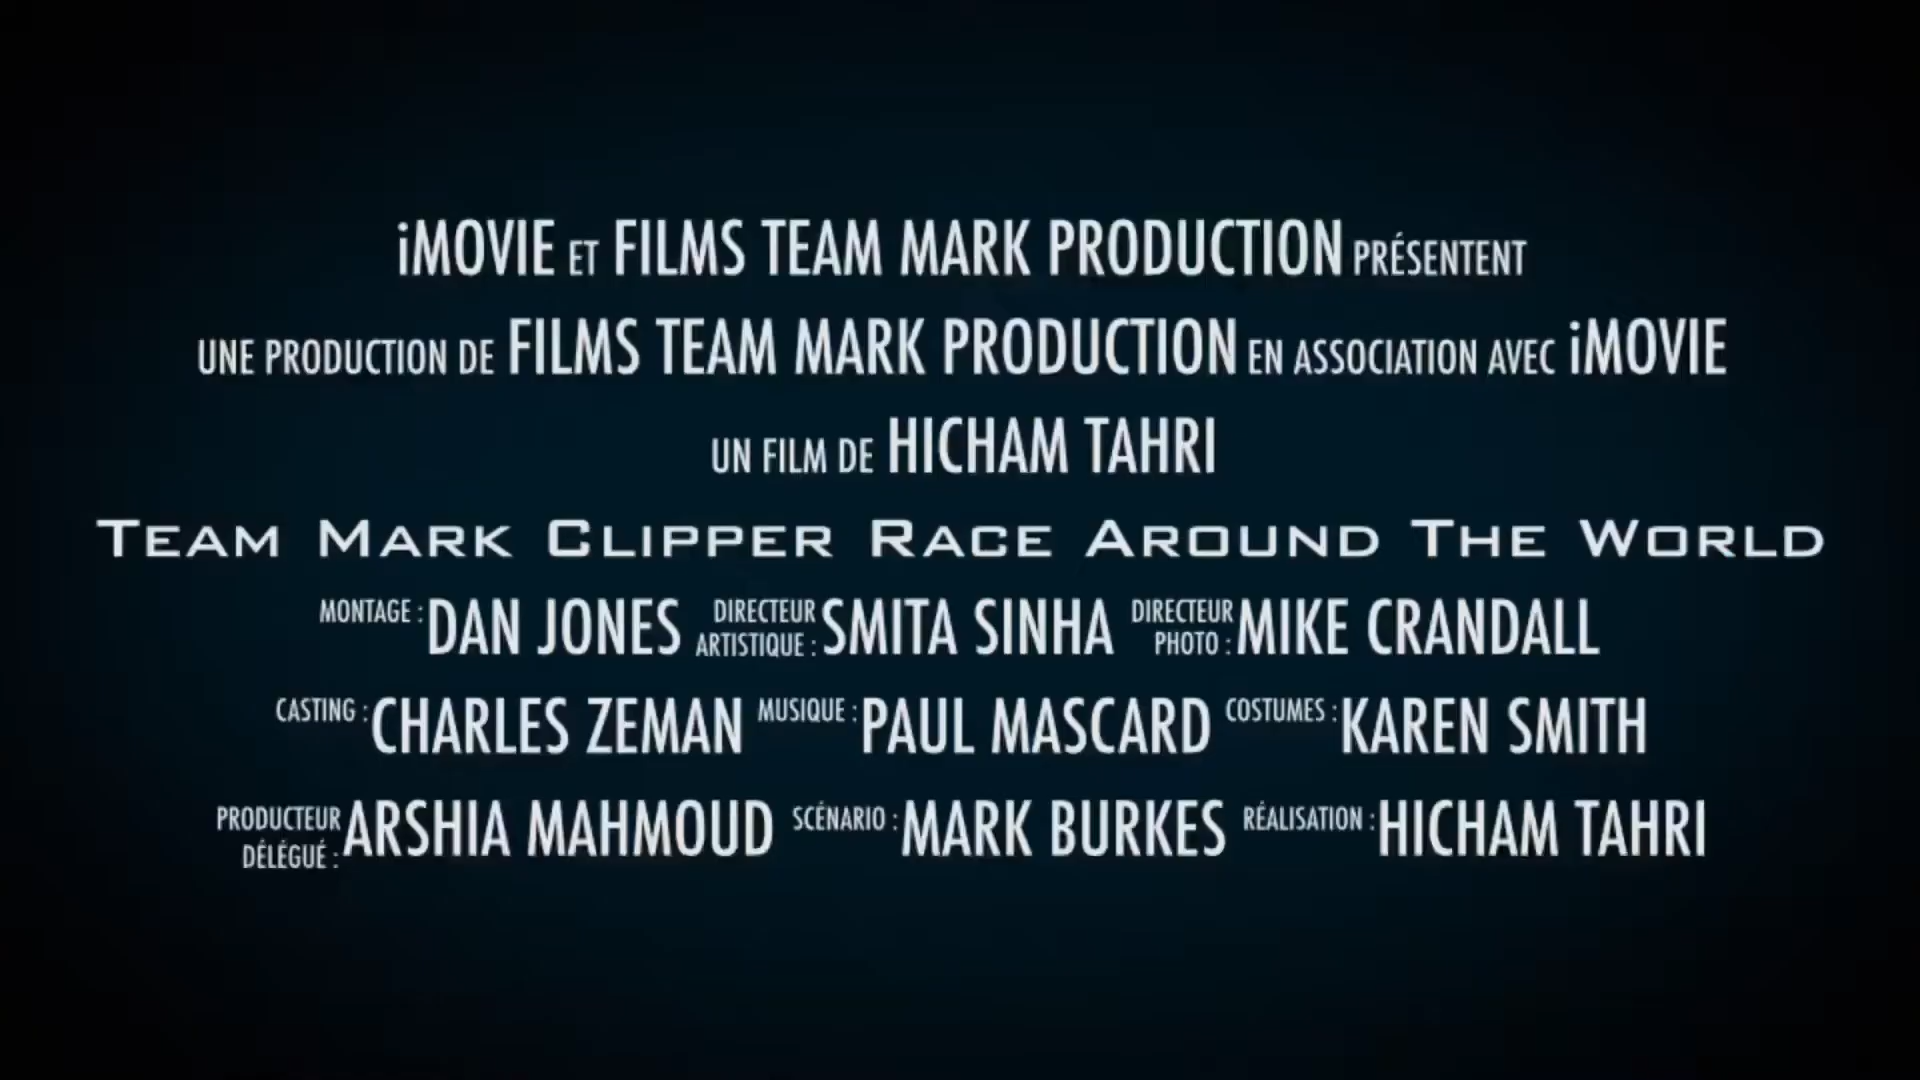 iMOVIE ET FILMS TEAM MARK PRODUCTION PRÉSENTENT
UNE PRODUCTION DE FILMS TEAM MARK PRODUCTION EN ASSOCIATION AVEC iMOVIE
UN FILM DE HICHAM TAHRI
TEAM MARK CLIPPER RACE AROUND THE WORLD
MONTAGE : DAN JONES DIRECTEUR ARTISTIQUE : SMITA SINHA DIRECTEUR PHOTO : MIKE CRANDALL
CASTING : CHARLES ZEMAN MUSIQUE : PAUL MASCARD COSTUMES : KAREN SMITH
PRODUCTEUR DÉLÉGUÉ : ARSHIA MAHMOUD SCÉNARIO : MARK BURKES RÉALISATION : HICHAM TAHRI